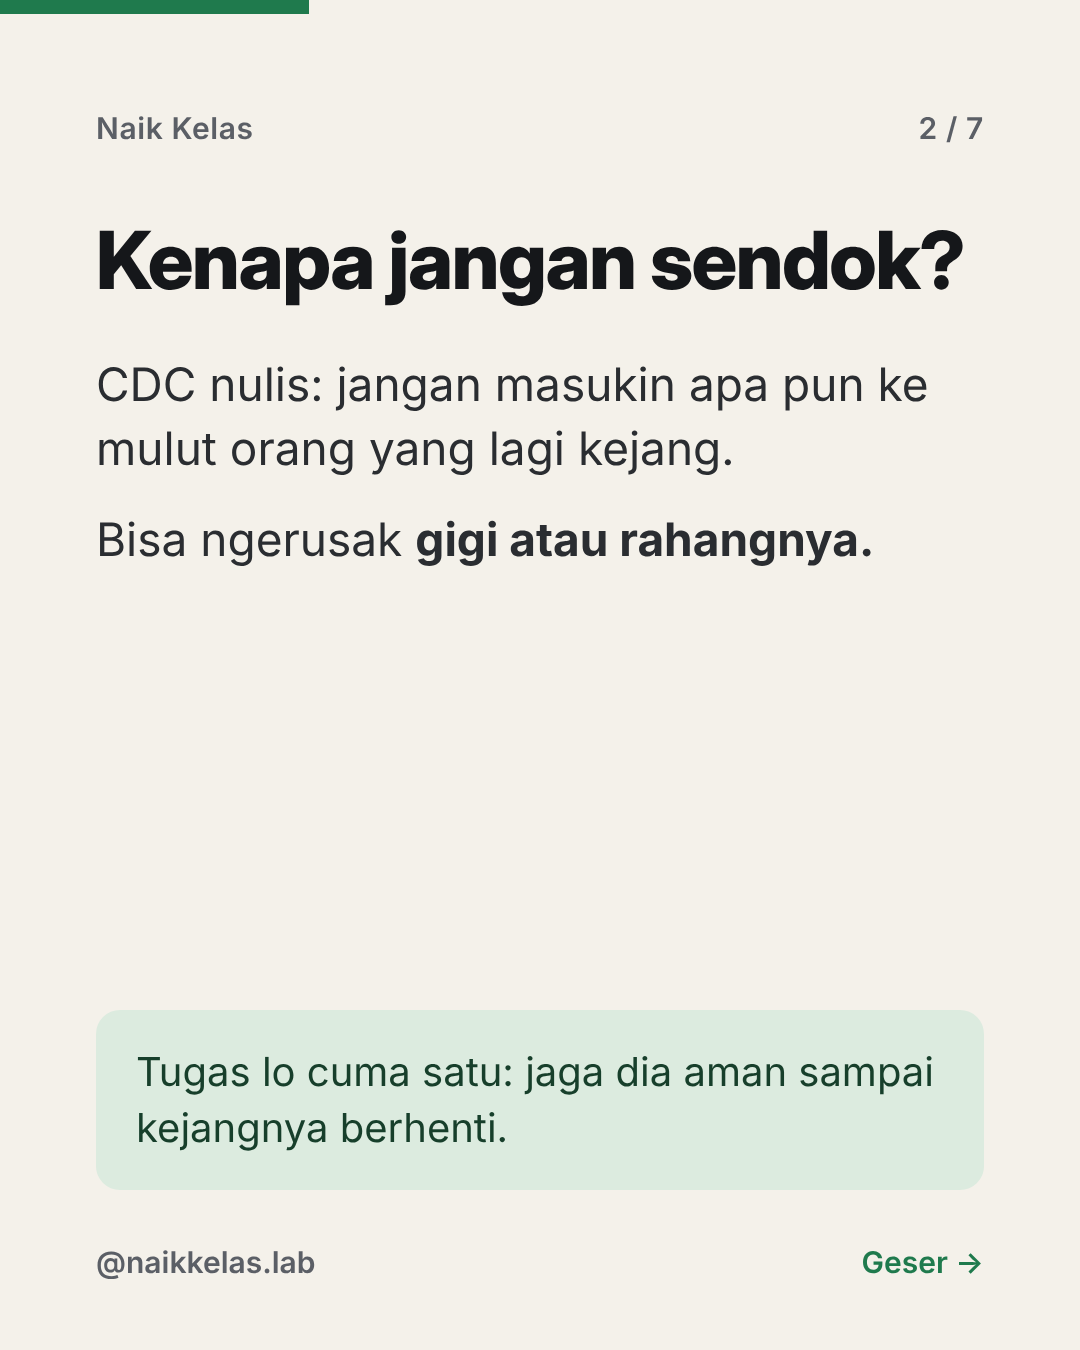 Naik Kelas
2 / 7
Kenapa jangan sendok?
CDC nulis: jangan masukin apa pun ke
mulut orang yang lagi kejang.
Bisa ngerusak gigi atau rahangnya.
Tugas lo cuma satu: jaga dia aman sampai
kejangnya berhenti.
@naikkelas.lab
Geser →